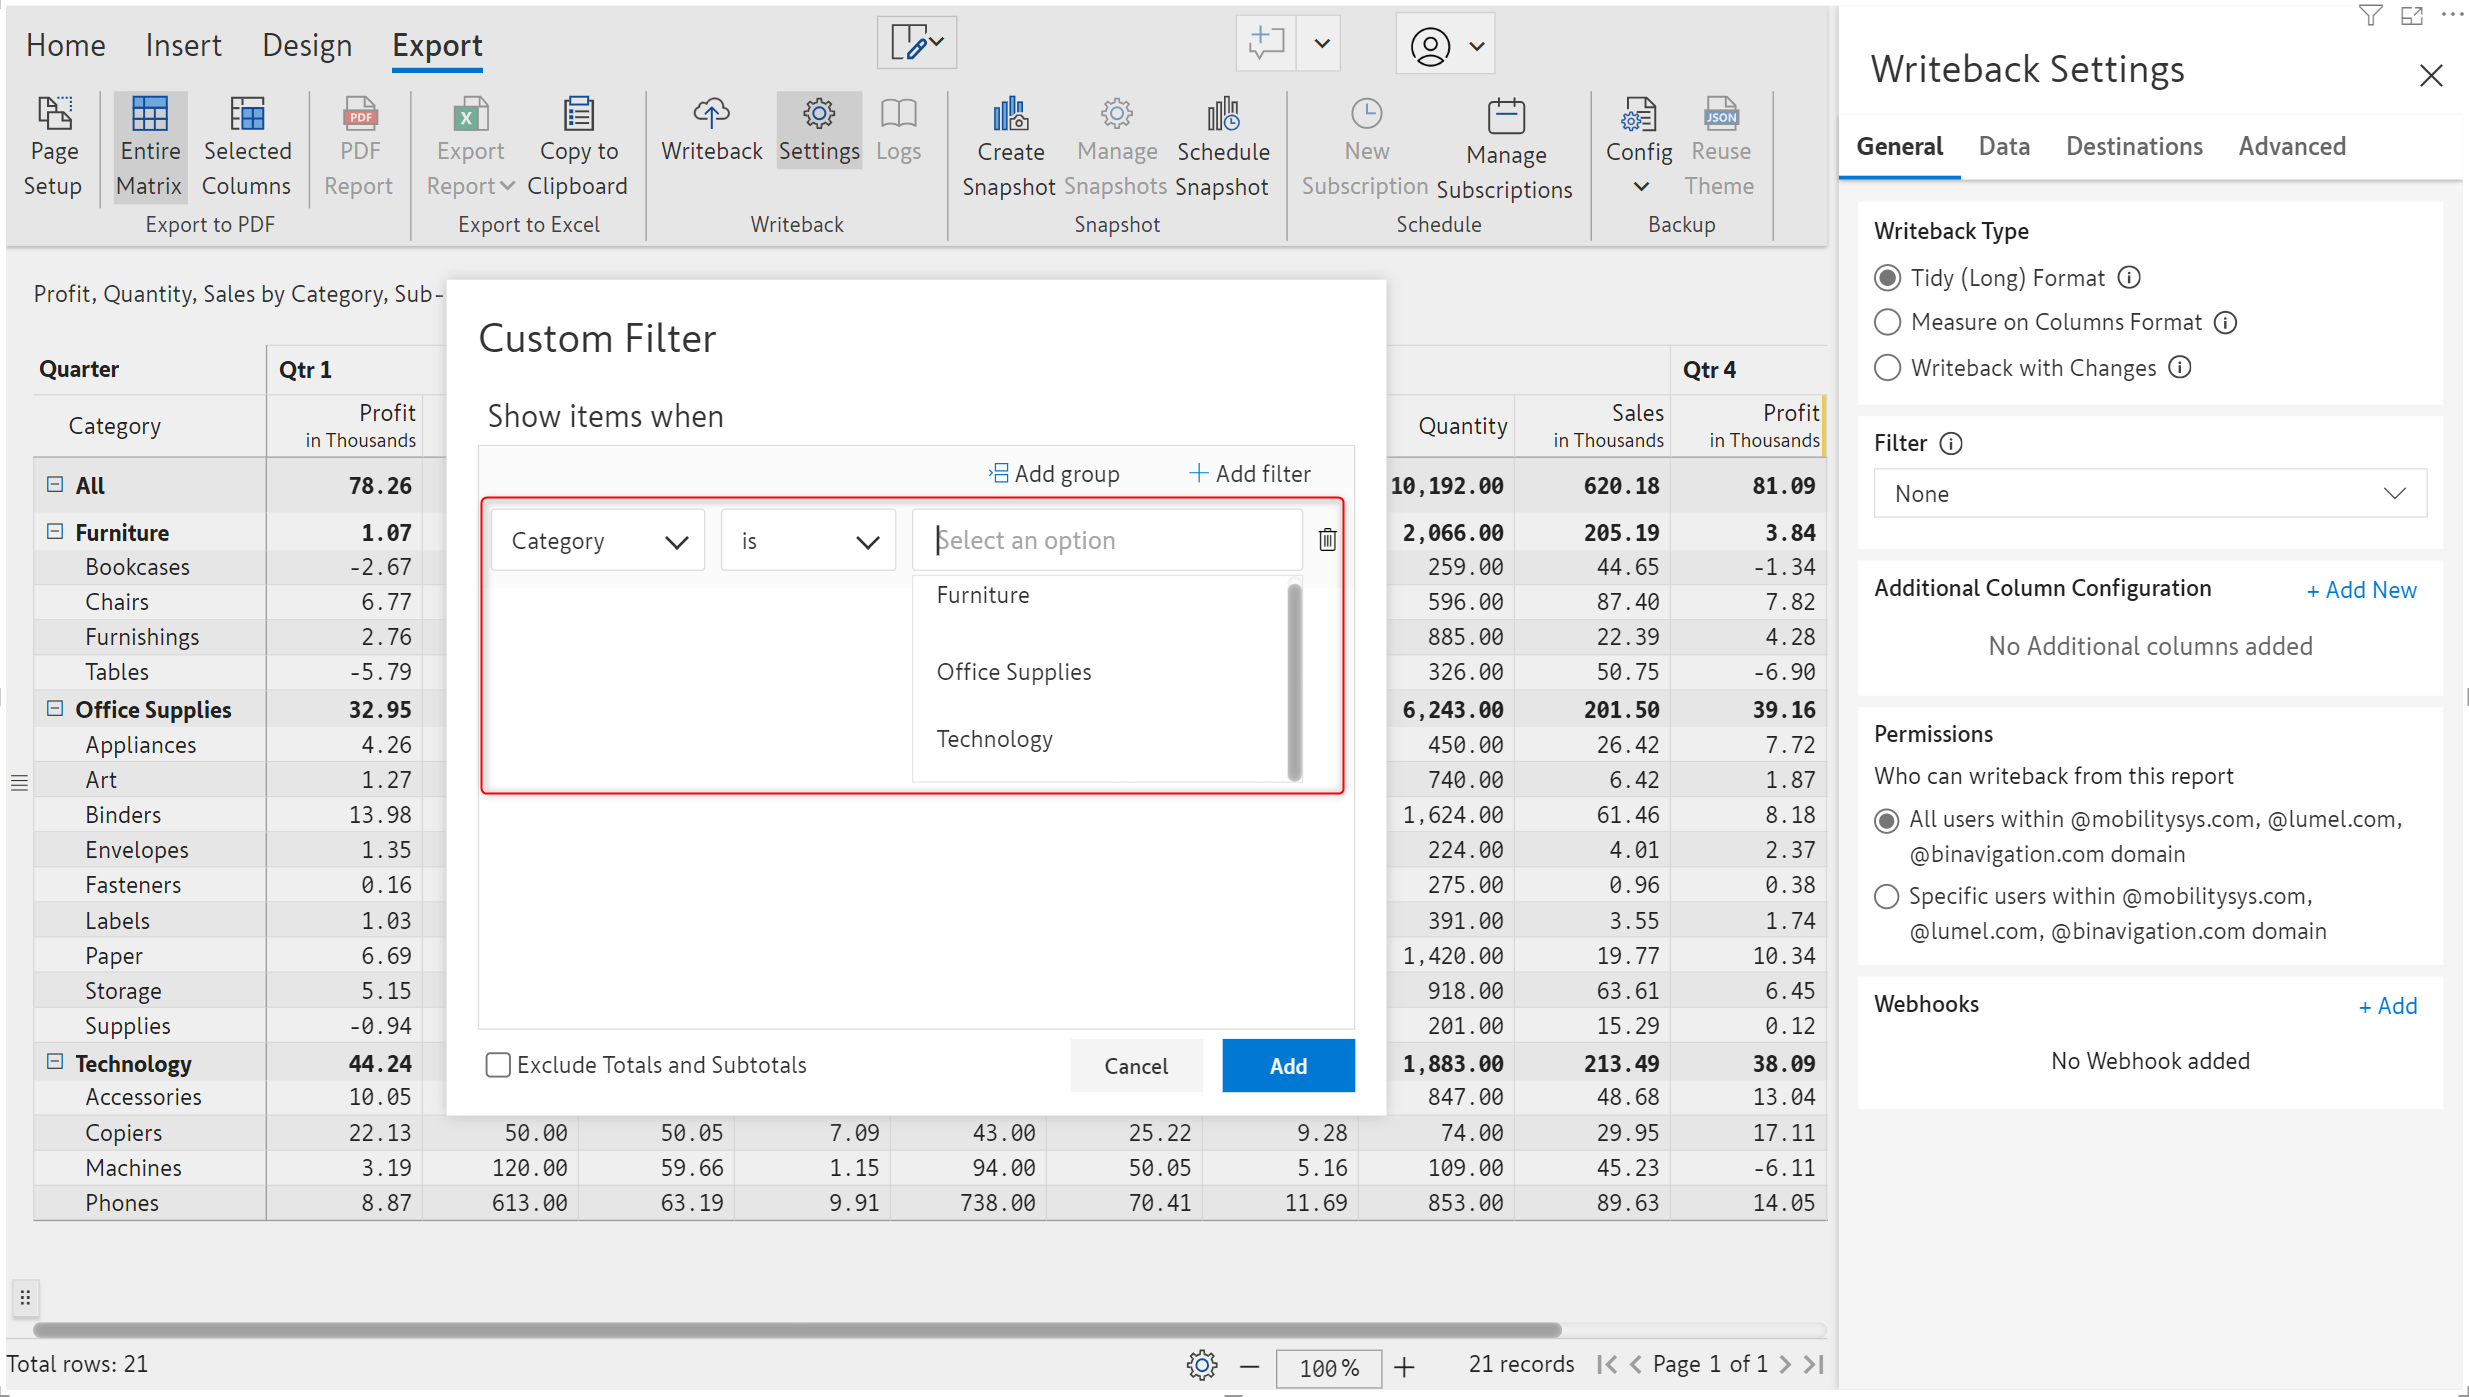 Home Insert Design Export
Page Setup
Entire Matrix
Selected Columns
Export to PDF
PDF
PDF Report
X
Export Report
Copy to Clipboard
Export to Excel
Writeback
Settings
Logs
Writeback
Create Snapshot
Manage Snapshots
Schedule Snapshot
Snapshot
New Subscription
Manage Subscriptions
Schedule
Config
JSON
Reuse Theme
Backup
Profit, Quantity, Sales by Category, Sub-
Quarter Qtr 1 Qtr 4
Category Profit in Thousands Quantity Sales in Thousands Profit in Thousands
All 78.26 10,192.00 620.18 81.09
Furniture 1.07 2,066.00 205.19 3.84
Bookcases -2.67 259.00 44.65 -1.34
Chairs 6.77 596.00 87.40 7.82
Furnishings 2.76 885.00 22.39 4.28
Tables -5.79 326.00 50.75 -6.90
Office Supplies 32.95 6,243.00 201.50 39.16
Appliances 4.26 450.00 26.42 7.72
Art 1.27 740.00 6.42 1.87
Binders 13.98 1,624.00 61.46 8.18
Envelopes 1.35 224.00 4.01 2.37
Fasteners 0.16 275.00 0.96 0.38
Labels 1.03 391.00 3.55 1.74
Paper 6.69 1,420.00 19.77 10.34
Storage 5.15 918.00 63.61 6.45
Supplies -0.94 201.00 15.29 0.12
Technology 44.24 1,883.00 213.49 38.09
Accessories 10.05 847.00 48.68 13.04
Copiers 22.13 50.00 50.05 7.09 43.00 25.22 9.28 74.00 29.95 17.11
Machines 3.19 120.00 59.66 1.15 94.00 50.05 5.16 109.00 45.23 -6.11
Phones 8.87 613.00 63.19 9.91 738.00 70.41 11.69 853.00 89.63 14.05
Custom Filter
Show items when
Add group + Add filter
Category is Select an option
Furniture
Office Supplies
Technology
Exclude Totals and Subtotals
Cancel Add
Total rows: 21
100 %
21 records
Page 1 of 1
Writeback Settings
General Data Destinations Advanced
Writeback Type
Tidy (Long) Format
Measure on Columns Format
Writeback with Changes
Filter
None
Additional Column Configuration + Add New
No Additional columns added
Permissions
Who can writeback from this report
All users within @mobilitysys.com, @lumel.com,
@binavigation.com domain
Specific users within @mobilitysys.com,
@lumel.com, @binavigation.com domain
Webhooks + Add
No Webhook added